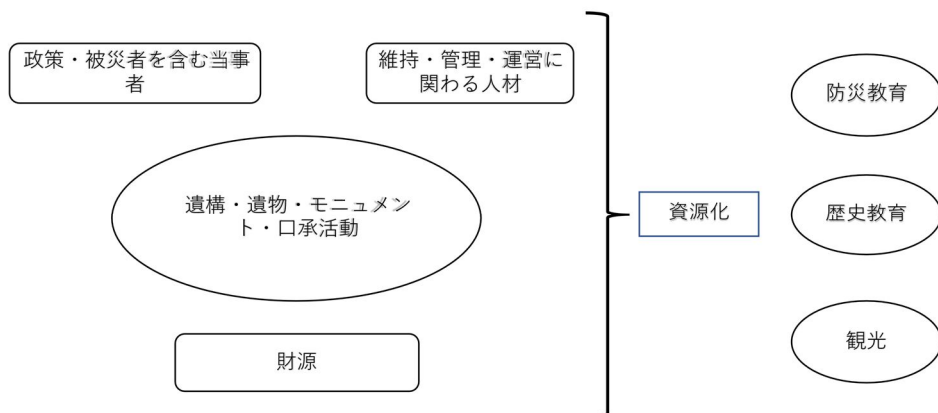 政策・被災者を含む当事
者
維持・管理・運営に
関わる人材
遺構・遺物・モニュメン
ト・口承活動
財源
資源化
防災教育
歴史教育
観光